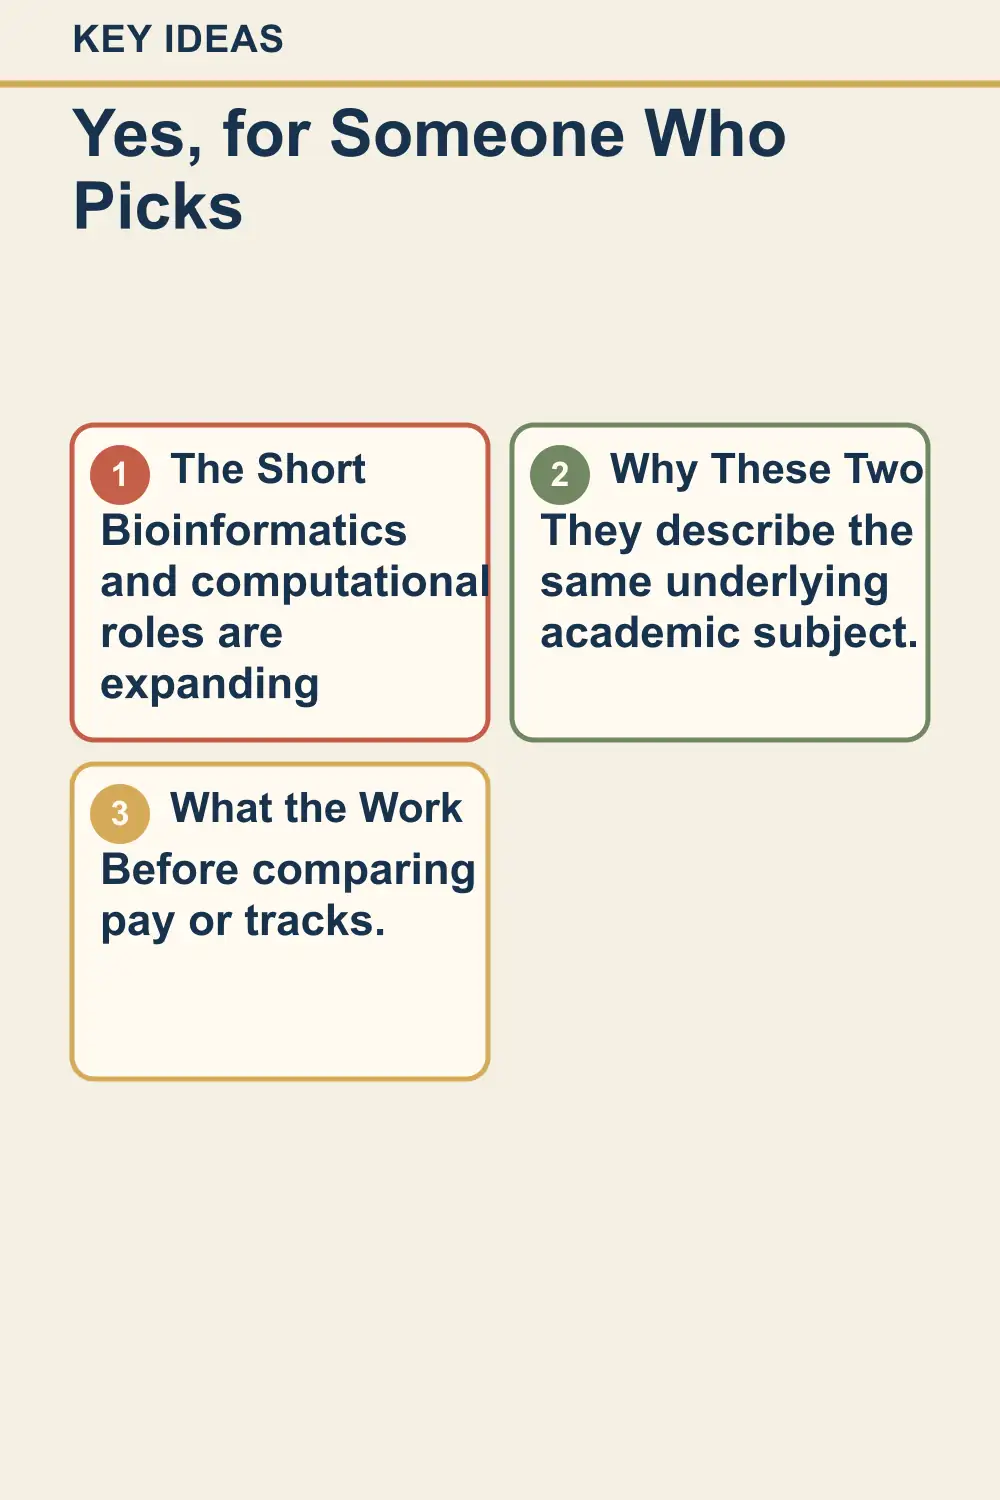 KEY IDEAS
Yes, for Someone Who
Picks
1 The Short
Bioinformatics
and computational
roles are
expanding
2 Why These Two
They describe the
same underlying
academic subject.
3 What the Work
Before comparing
pay or tracks.